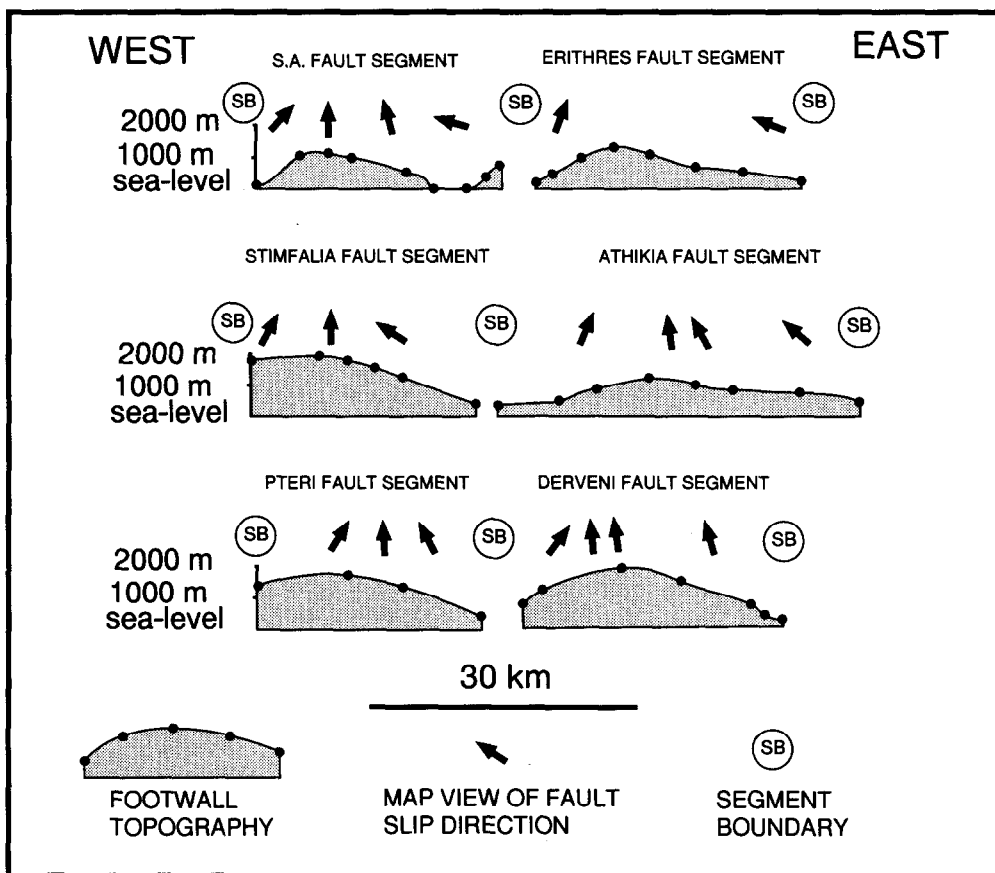 WEST
EAST
S.A. FAULT SEGMENT
ERITHRES FAULT SEGMENT
SB
SB
SB
2000 m
1000 m
sea-level
STIMFALIA FAULT SEGMENT
ATHIKIA FAULT SEGMENT
SB
SB
SB
2000 m
1000 m
sea-level
PTERI FAULT SEGMENT
DERVENI FAULT SEGMENT
SB
SB
SB
2000 m
1000 m
sea-level
30 km
SB
FOOTWALL
TOPOGRAPHY
MAP VIEW OF FAULT
SLIP DIRECTION
SEGMENT
BOUNDARY